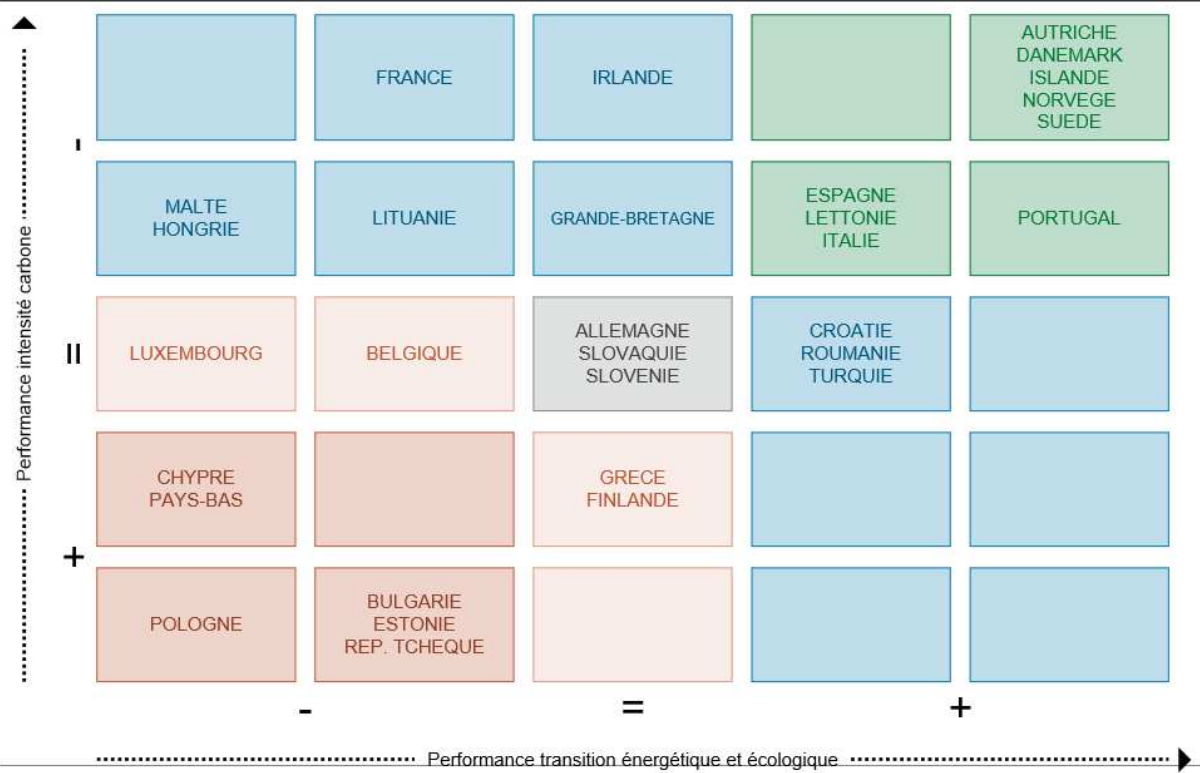 FRANCE
IRLANDE
AUTRICHE
DANEMARK
ISLANDE
NORVEGE
SUEDE
-
MALTE
HONGRIE
LITUANIE
GRANDE-BRETAGNE
ESPAGNE
LETTONIE
ITALIE
PORTUGAL
Performance intensité carbone
=
LUXEMBOURG
BELGIQUE
ALLEMAGNE
SLOVAQUIE
SLOVENIE
CROATIE
ROUMANIE
TURQUIE
CHYPRE
PAYS-BAS
GRECE
FINLANDE
+
POLOGNE
BULGARIE
ESTONIE
REP. TCHEQUE
-
=
+
Performance transition énergétique et écologique